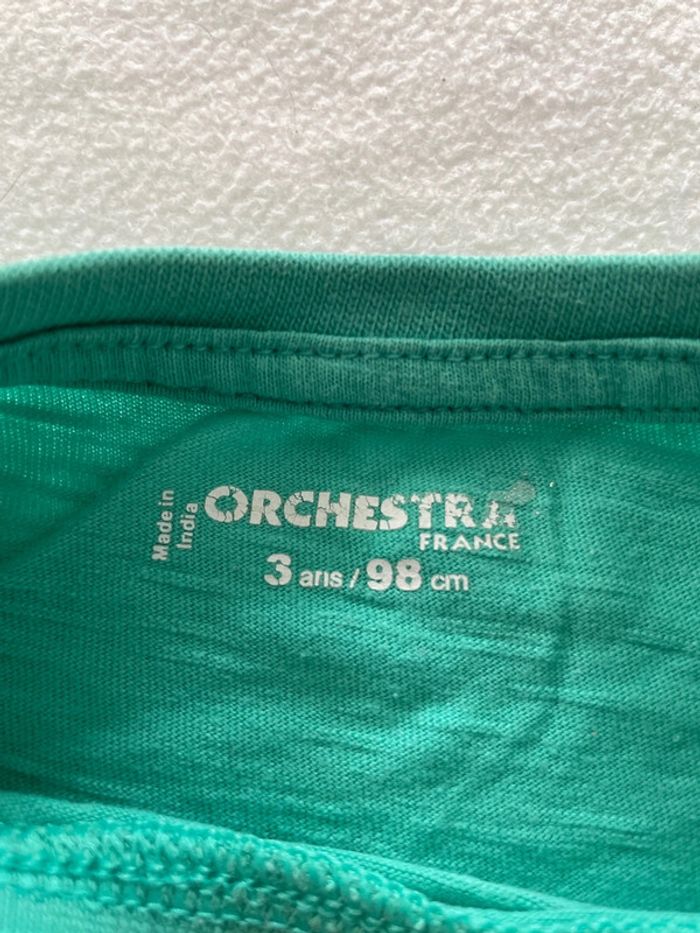 Made in
India
ORCHESTRA
FRANCE
3 ans / 98 cm